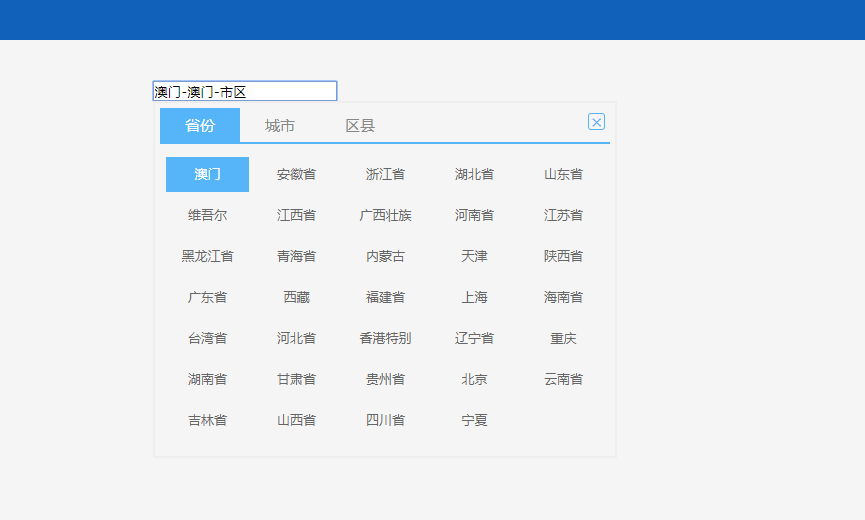 澳门-澳门-市区
省份 城市 区县
澳门 安徽省 浙江省 湖北省 山东省
维吾尔 江西省 广西壮族 河南省 江苏省
黑龙江省 青海省 内蒙古 天津 陕西省
广东省 西藏 福建省 上海 海南省
台湾省 河北省 香港特别 辽宁省 重庆
湖南省 甘肃省 贵州省 北京 云南省
吉林省 山西省 四川省 宁夏